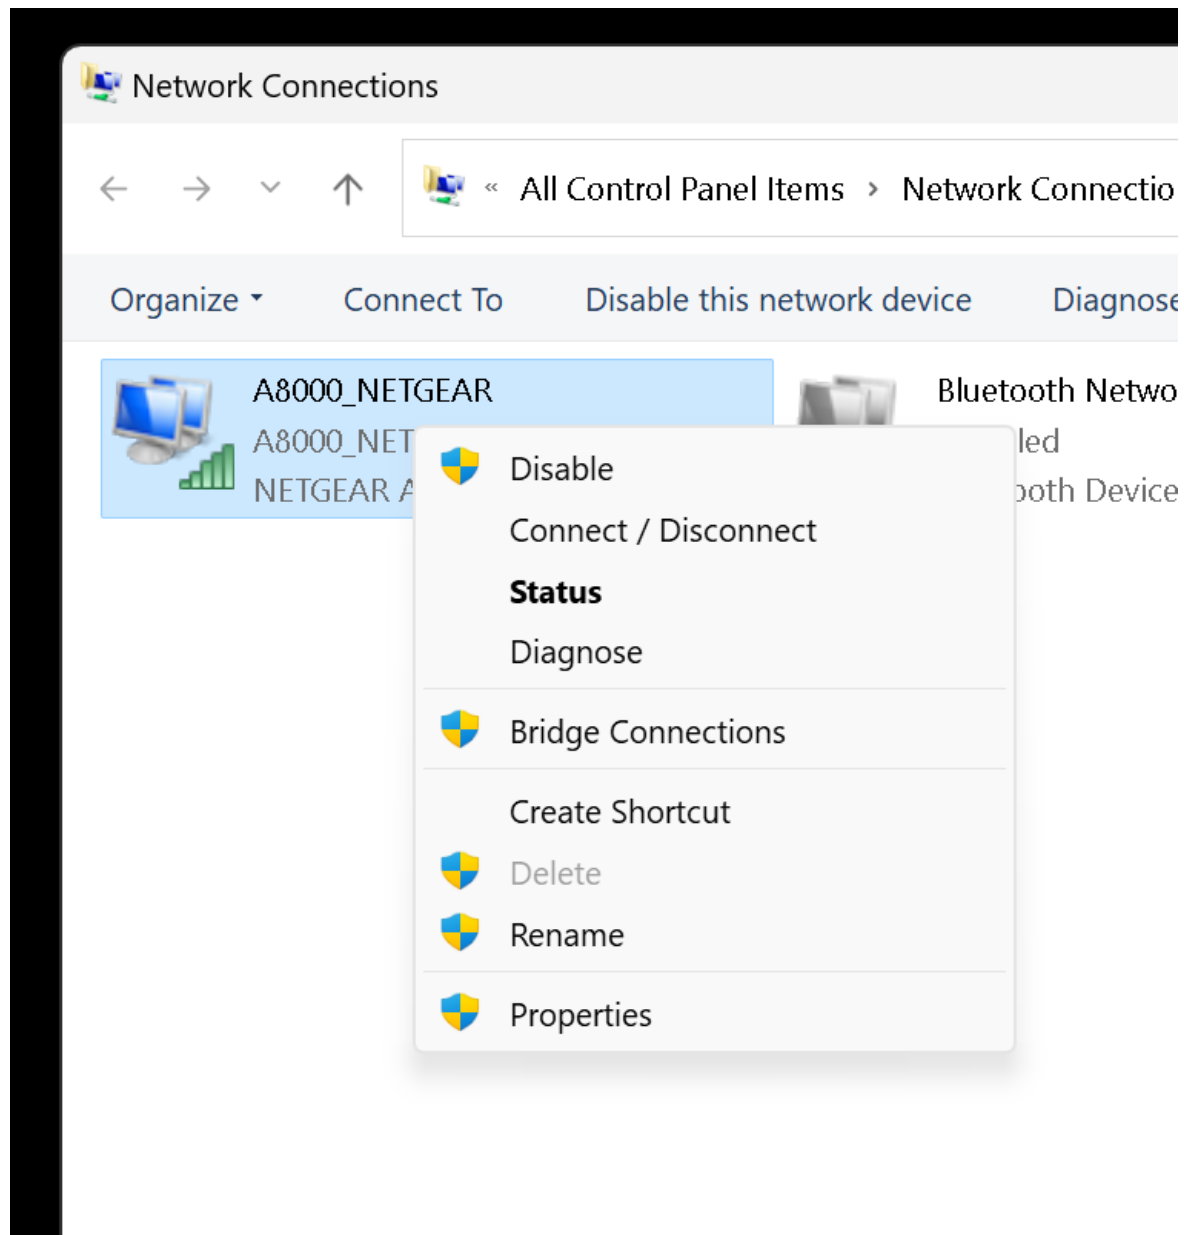 Network Connections
« All Control Panel Items > Network Connectio
Organize Connect To Disable this network device Diagnose
A8000_NETGEAR
A8000_NET
NETGEAR A
Bluetooth Netwo
led
ooth Device
Disable
Connect / Disconnect
Status
Diagnose
Bridge Connections
Create Shortcut
Delete
Rename
Properties